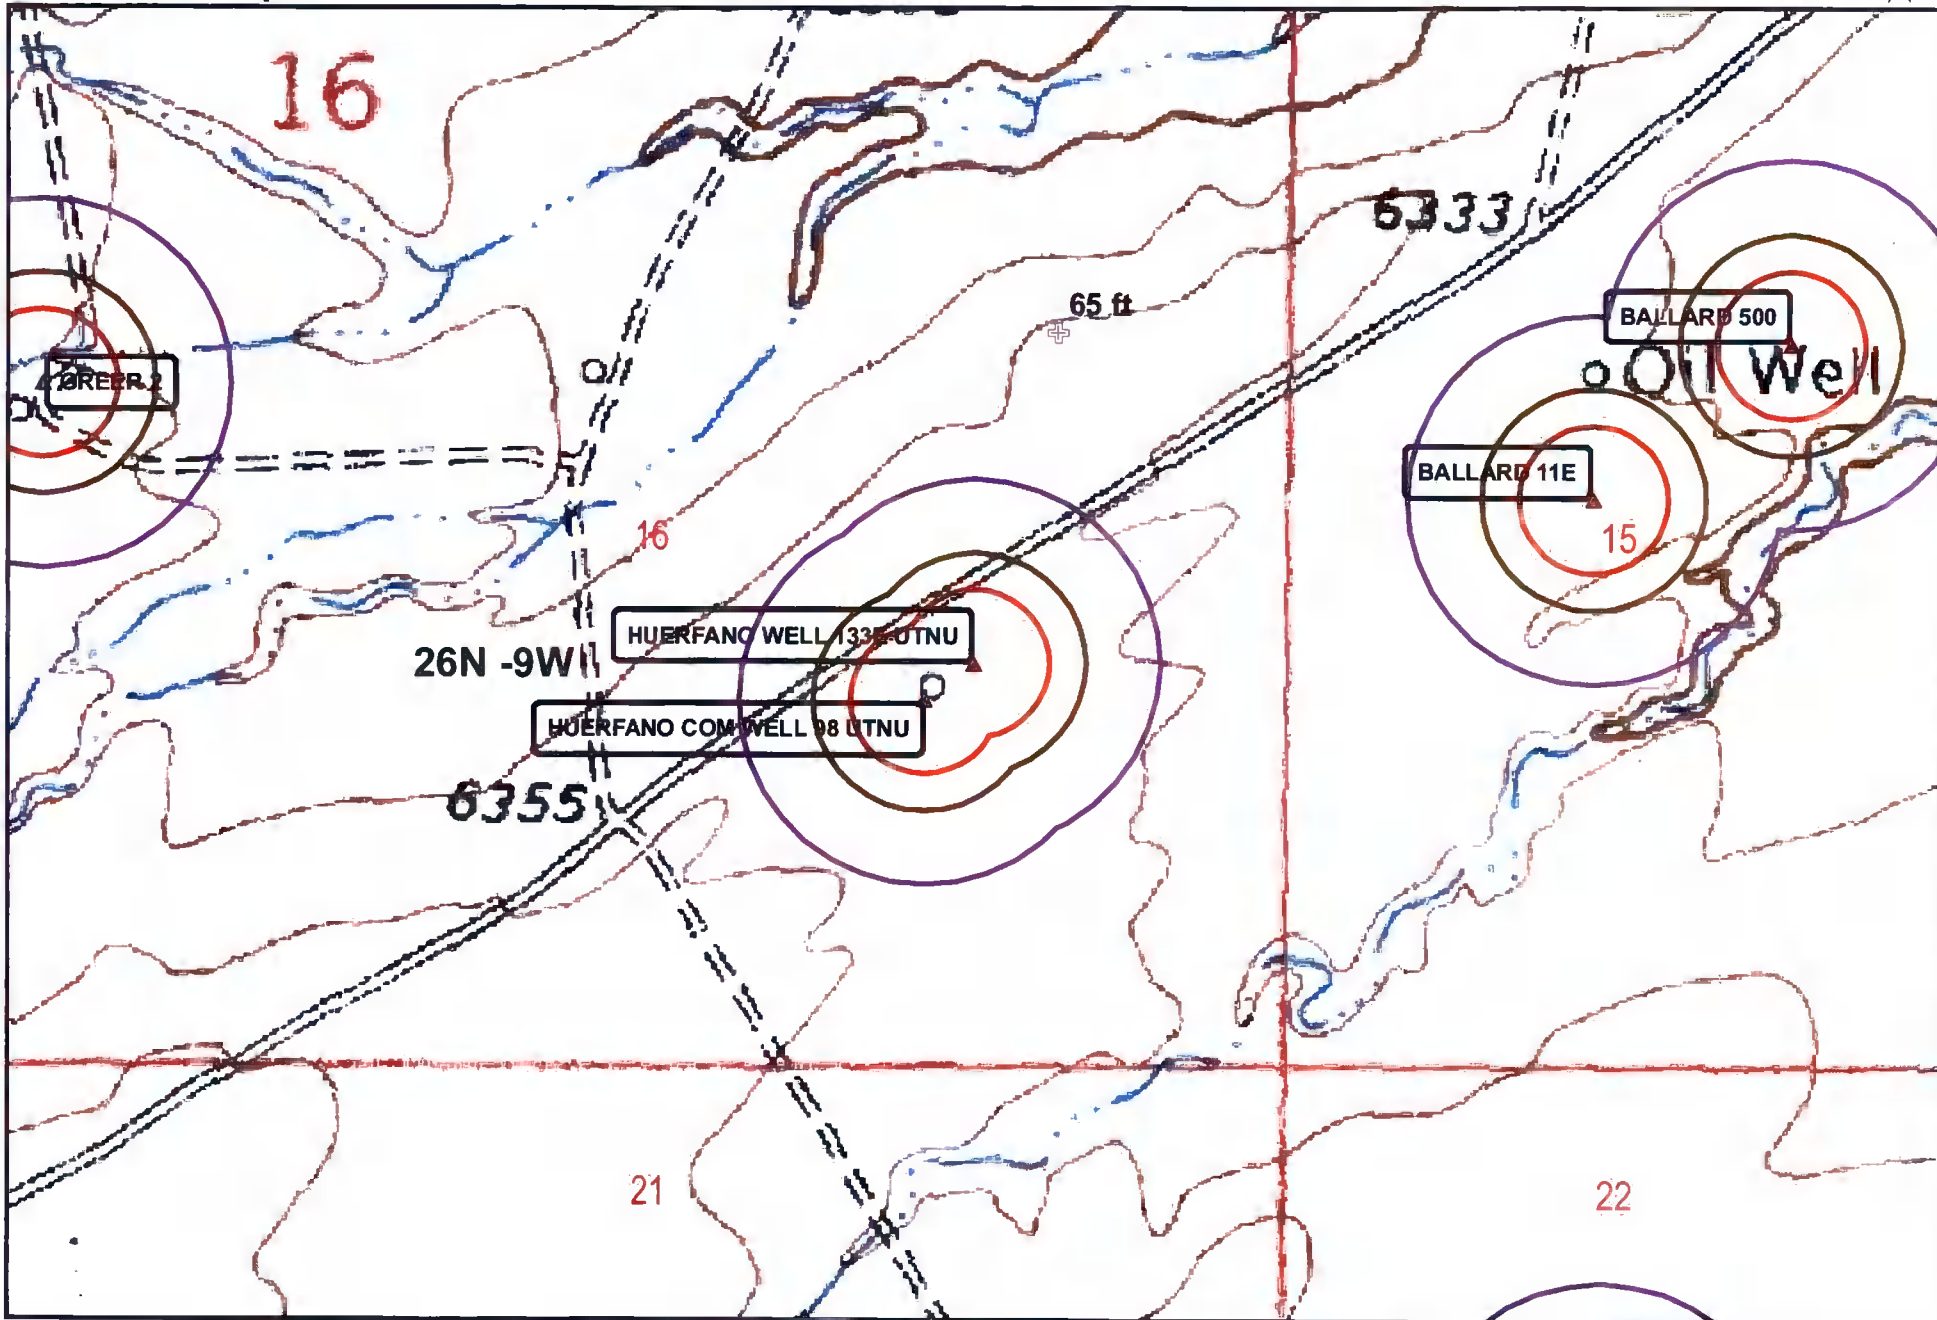 16
6333
65 ft
BALLARD 500
Oil Well
GREER 2
BALLARD 11E
16
15
HUERFANO WELL 133E UTNU
26N -9W
HUERFANO COM WELL 98 UTNU
6355
21
22